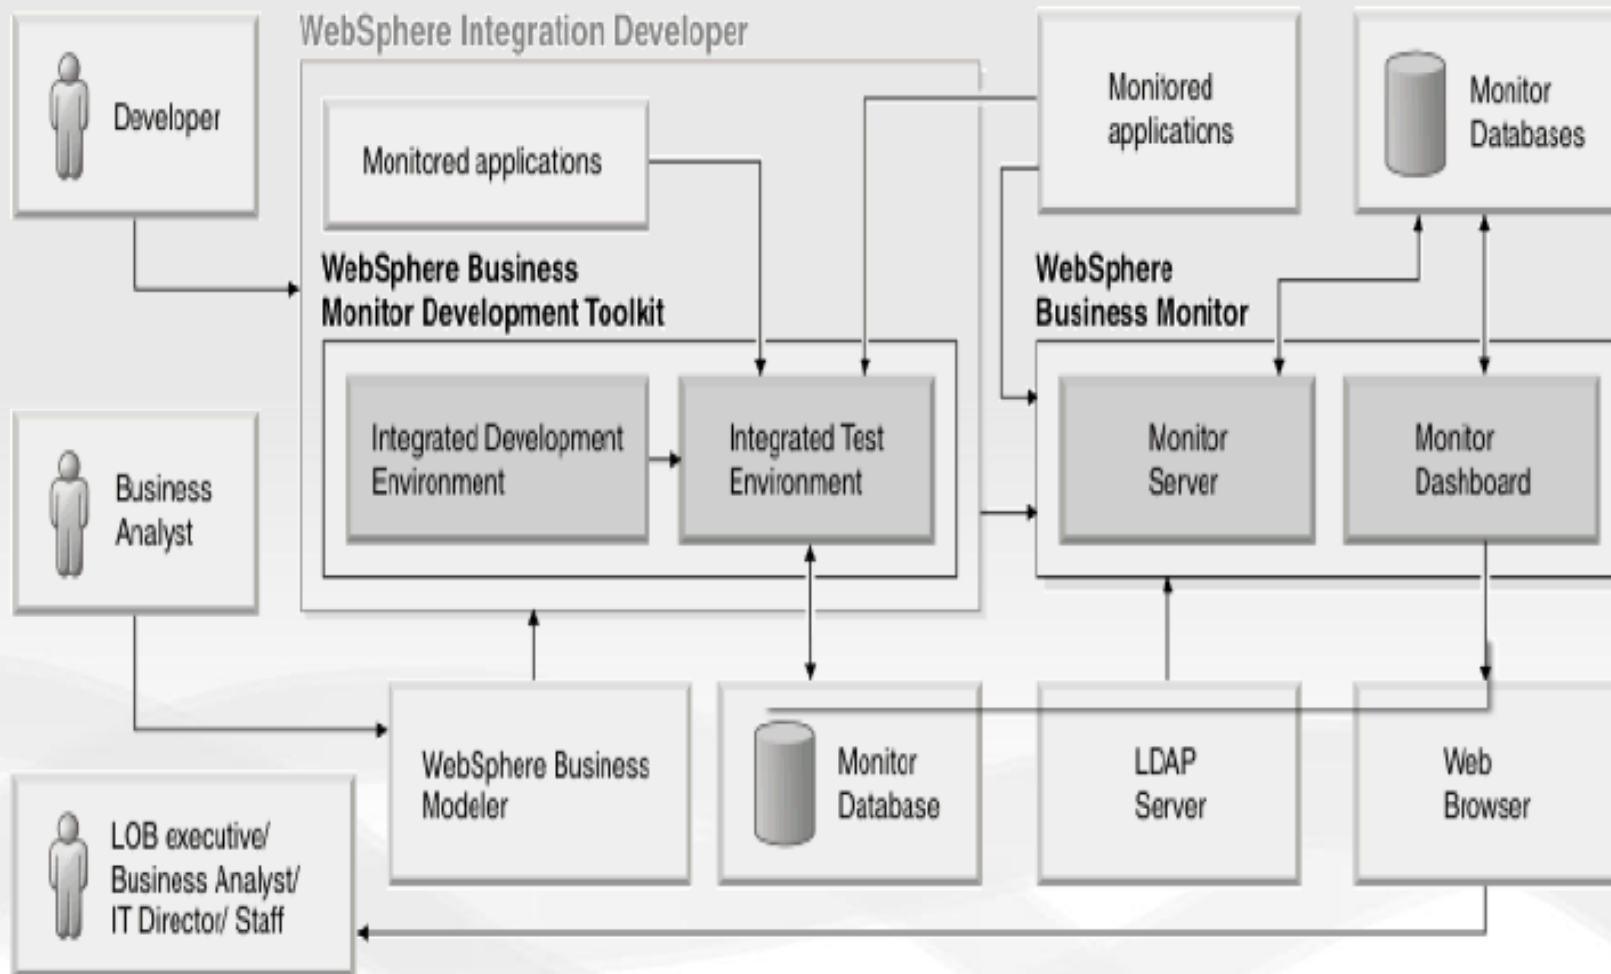 WebSphere Integration Developer
Developer
Monitored applications
Monitored
applications
Monitor
Databases
WebSphere Business
Monitor Development Toolkit
WebSphere
Business Monitor
Integrated Development
Environment
Integrated Test
Environment
Monitor
Server
Monitor
Dashboard
Business
Analyst
WebSphere Business
Modeler
Monitor
Database
LDAP
Server
Web
Browser
LOB executive/
Business Analyst/
IT Director/ Staff